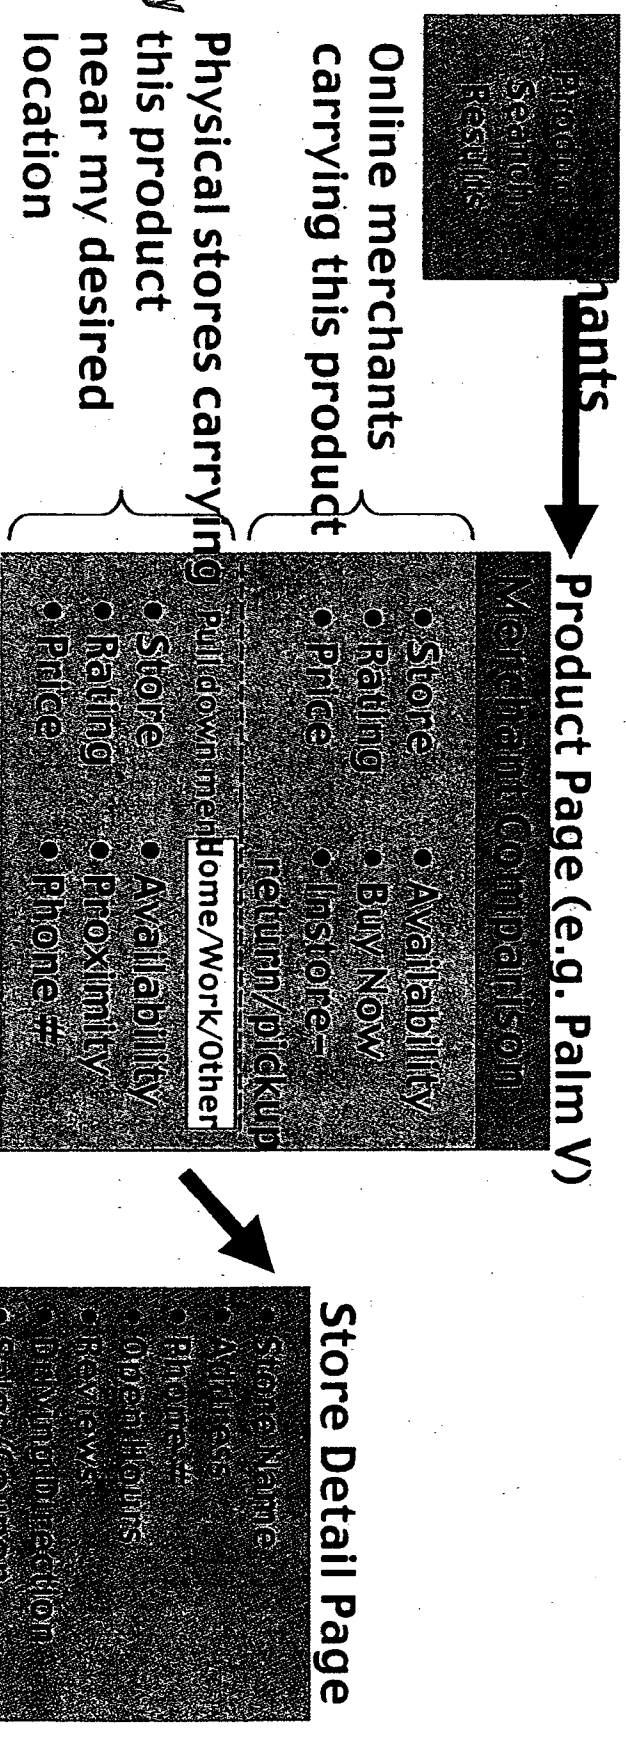 hants
Product
Search
Results
Product Page (e.g. Palm V)
Merchant Comparison
Online merchants
carrying this product
• Store
• Rating
• Price
• Availability
• Buy Now
• Instore-
return/pickup
Physical stores carrying
this product
near my desired
location
Pull down menu
Home/Work/Other
• Store
• Rating
• Price
• Availability
• Proximity
• Phone #
Store Detail Page
• Store Name
• Address
• Phone #
• Open Hours
• Reviews
• Driving Direction